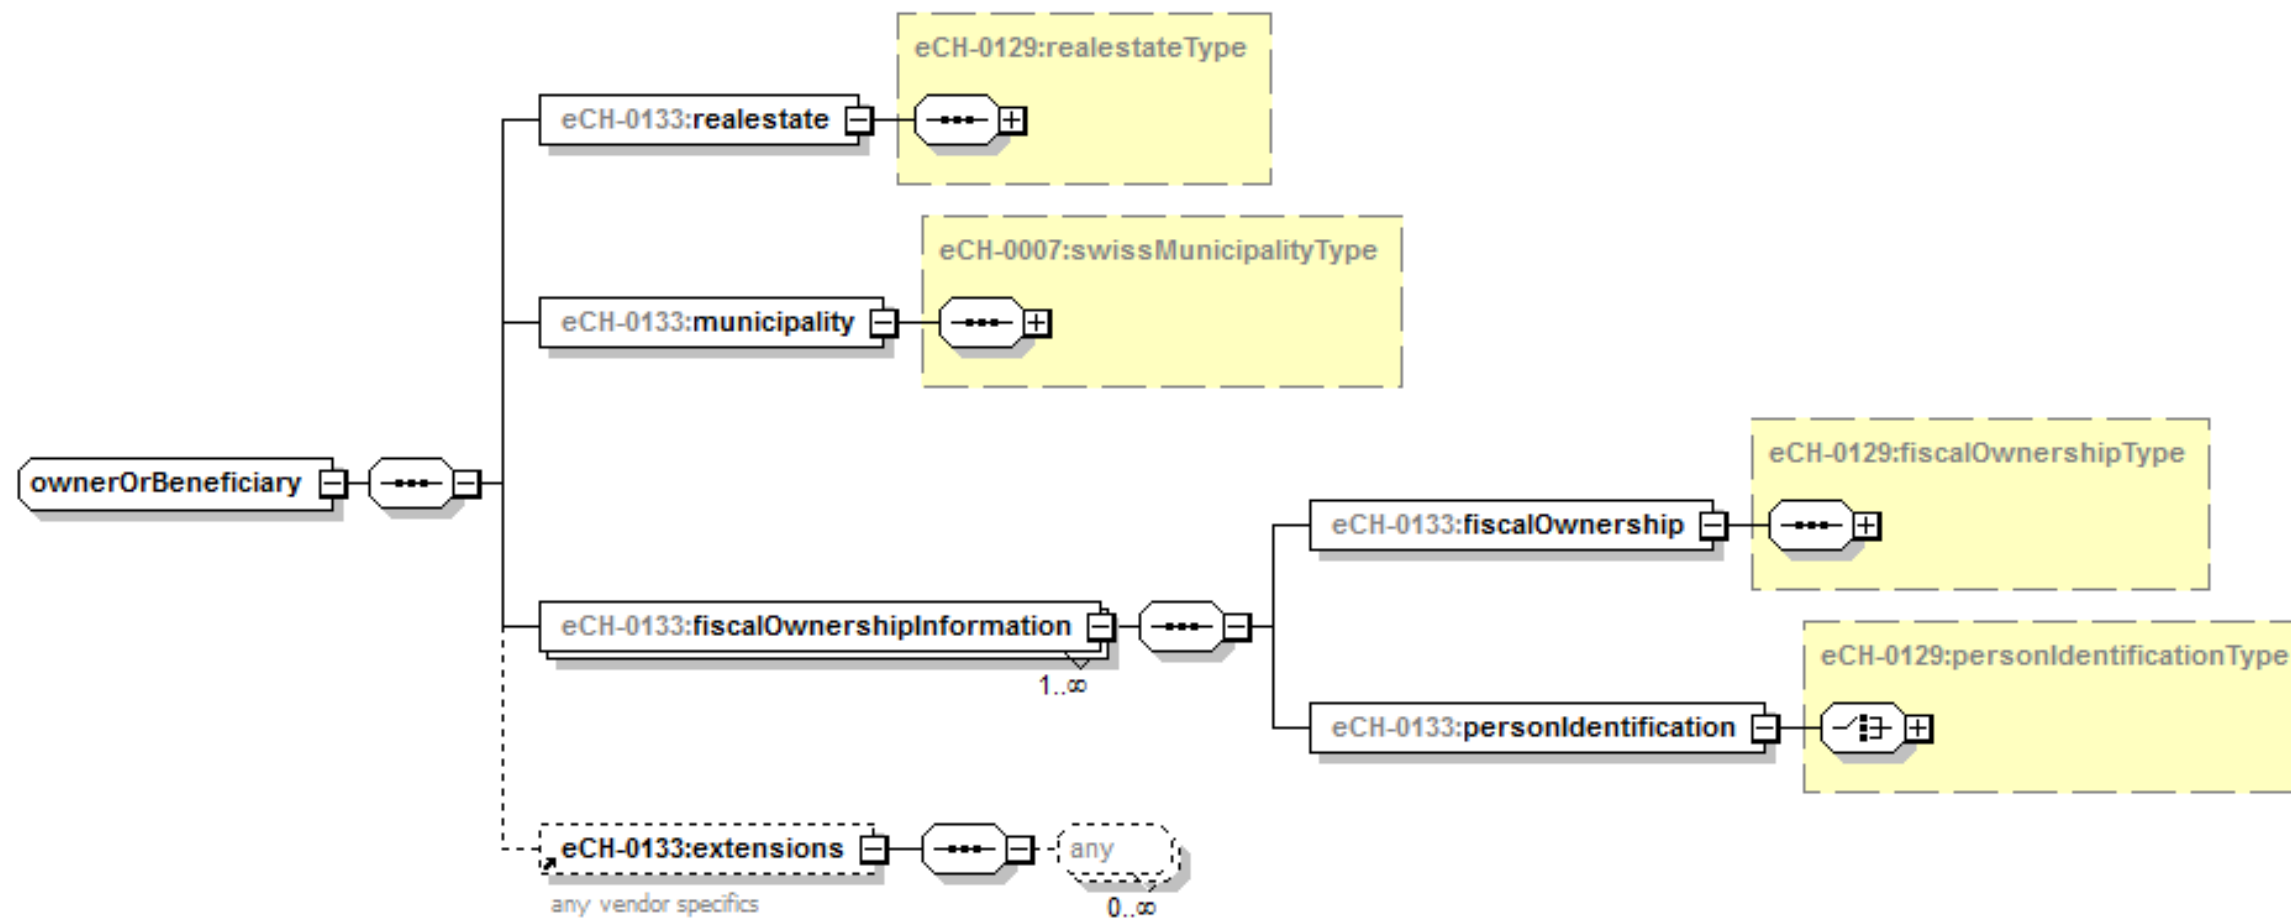 eCH-0129:realestateType
eCH-0133:realestate
eCH-0007:swissMunicipalityType
eCH-0133:municipality
ownerOrBeneficiary
eCH-0129:fiscalOwnershipType
eCH-0133:fiscalOwnership
eCH-0133:fiscalOwnershipInformation
1..∞
eCH-0129:personIdentificationType
eCH-0133:personIdentification
eCH-0133:extensions
any
any vendor specifics
0..∞